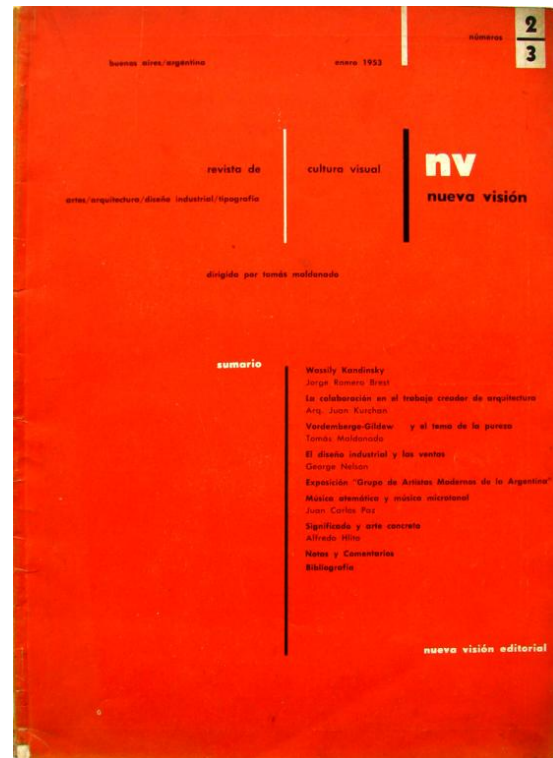 números 2
3
buenos aires/argentina enero 1953
revista de cultura visual
nv
nueva visión
artes/arquitectura/diseño industrial/tipografía
dirigida por tomás maldonado
sumario
Wassily Kandinsky
Jorge Romero Brest
La colaboración en el trabajo creador de arquitectura
Arq. Juan Kurzhan
Vordemberge-Gildew y el tema de la pureza
Tomás Maldonado
El diseño industrial y las ventas
George Nelson
Exposición "Grupo de Artistas Modernos de la Argentina"
Música atemática y música microtonal
Juan Carlos Paz
Significado y arte concreto
Alfredo Hlito
Notas y Comentarios
Bibliografía
nueva visión editorial